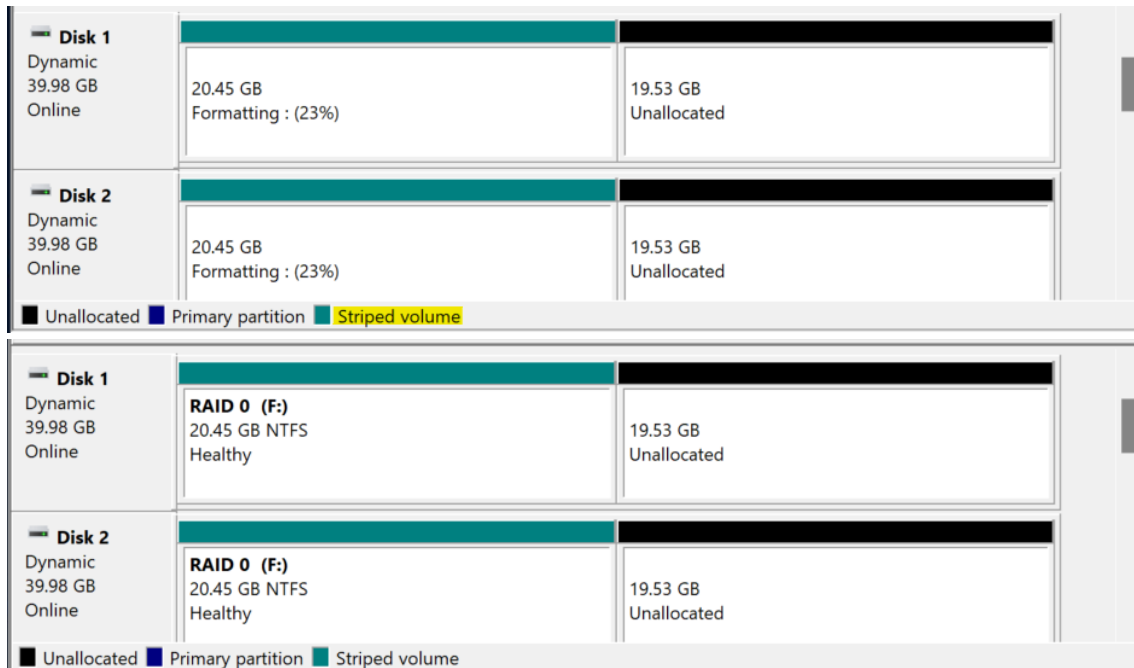 Disk 1
Dynamic
39.98 GB
Online
20.45 GB
Formatting : (23%)
19.53 GB
Unallocated
Disk 2
Dynamic
39.98 GB
Online
20.45 GB
Formatting : (23%)
19.53 GB
Unallocated
Unallocated Primary partition Striped volume
Disk 1
Dynamic
39.98 GB
Online
RAID 0 (F:)
20.45 GB NTFS
Healthy
19.53 GB
Unallocated
Disk 2
Dynamic
39.98 GB
Online
RAID 0 (F:)
20.45 GB NTFS
Healthy
19.53 GB
Unallocated
Unallocated Primary partition Striped volume